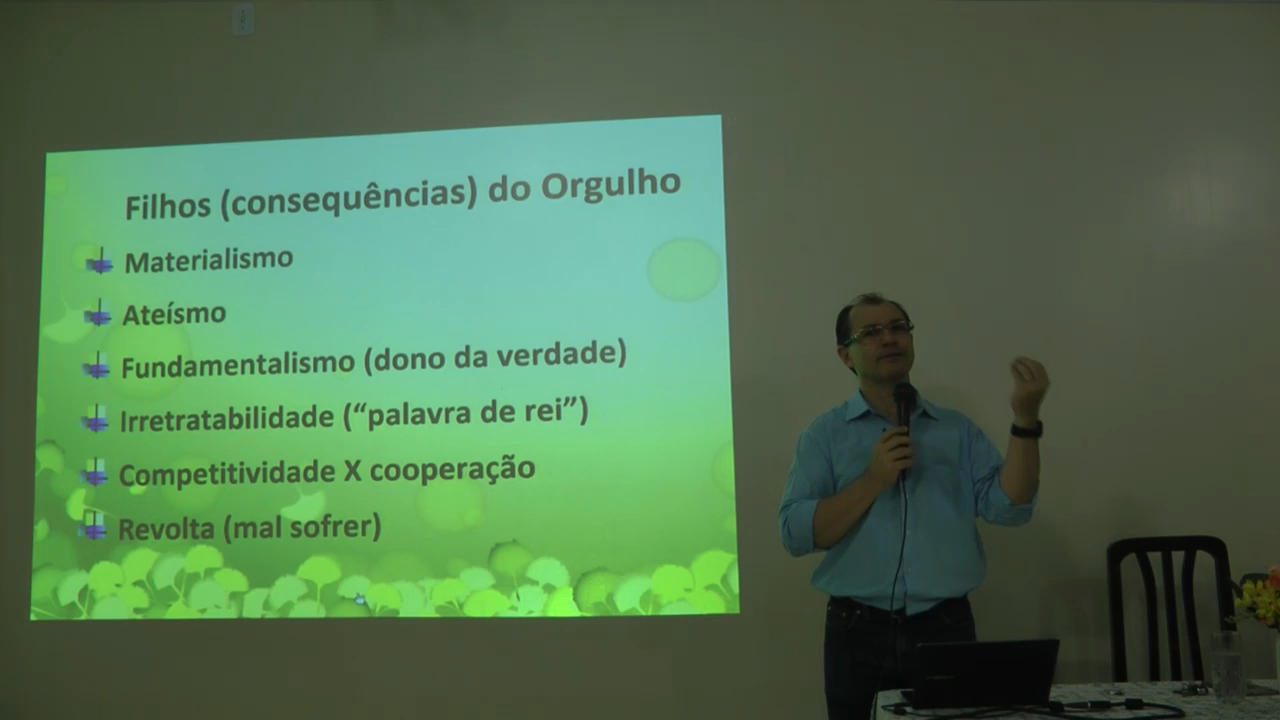 Filhos (consequências) do Orgulho
Materialismo
Ateísmo
Fundamentalismo (dono da verdade)
Irretratabilidade (“palavra de rei”)
Competitividade X cooperação
Revolta (mal sofrer)